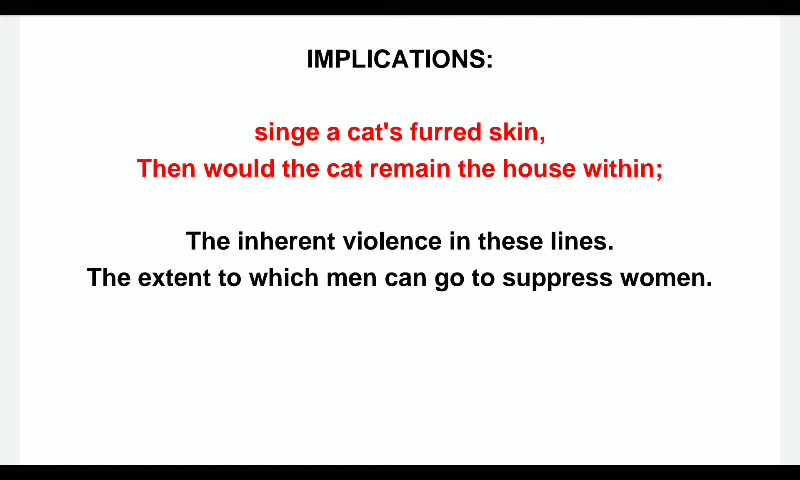 IMPLICATIONS:
singe a cat's furred skin,
Then would the cat remain the house within;
The inherent violence in these lines.
The extent to which men can go to suppress women.